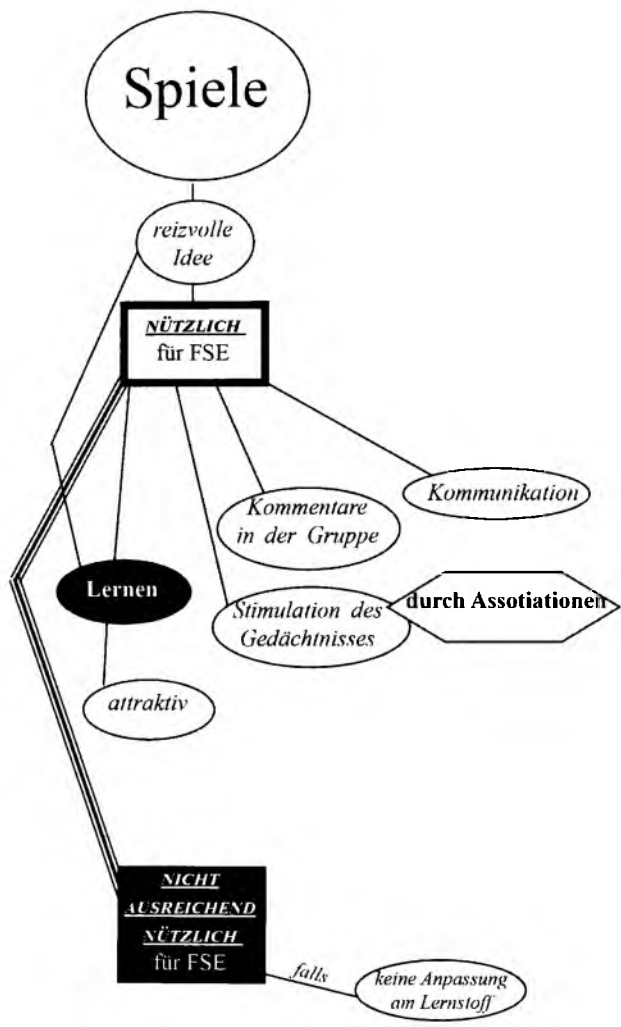 Spiele
reizvolle
Idee
NÜTZLICH
für FSE
Kommunikation
Kommentare
in der Gruppe
Lernen
Stimulation des
Gedächtnisses
durch Assotiationen
attraktiv
NICHT
AUSREICHEND
NÜTZLICH
für FSE
falls
keine Anpassung
am Lernstoff